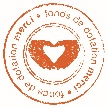 fonds de dotation merci •
fonds de dotation merci •